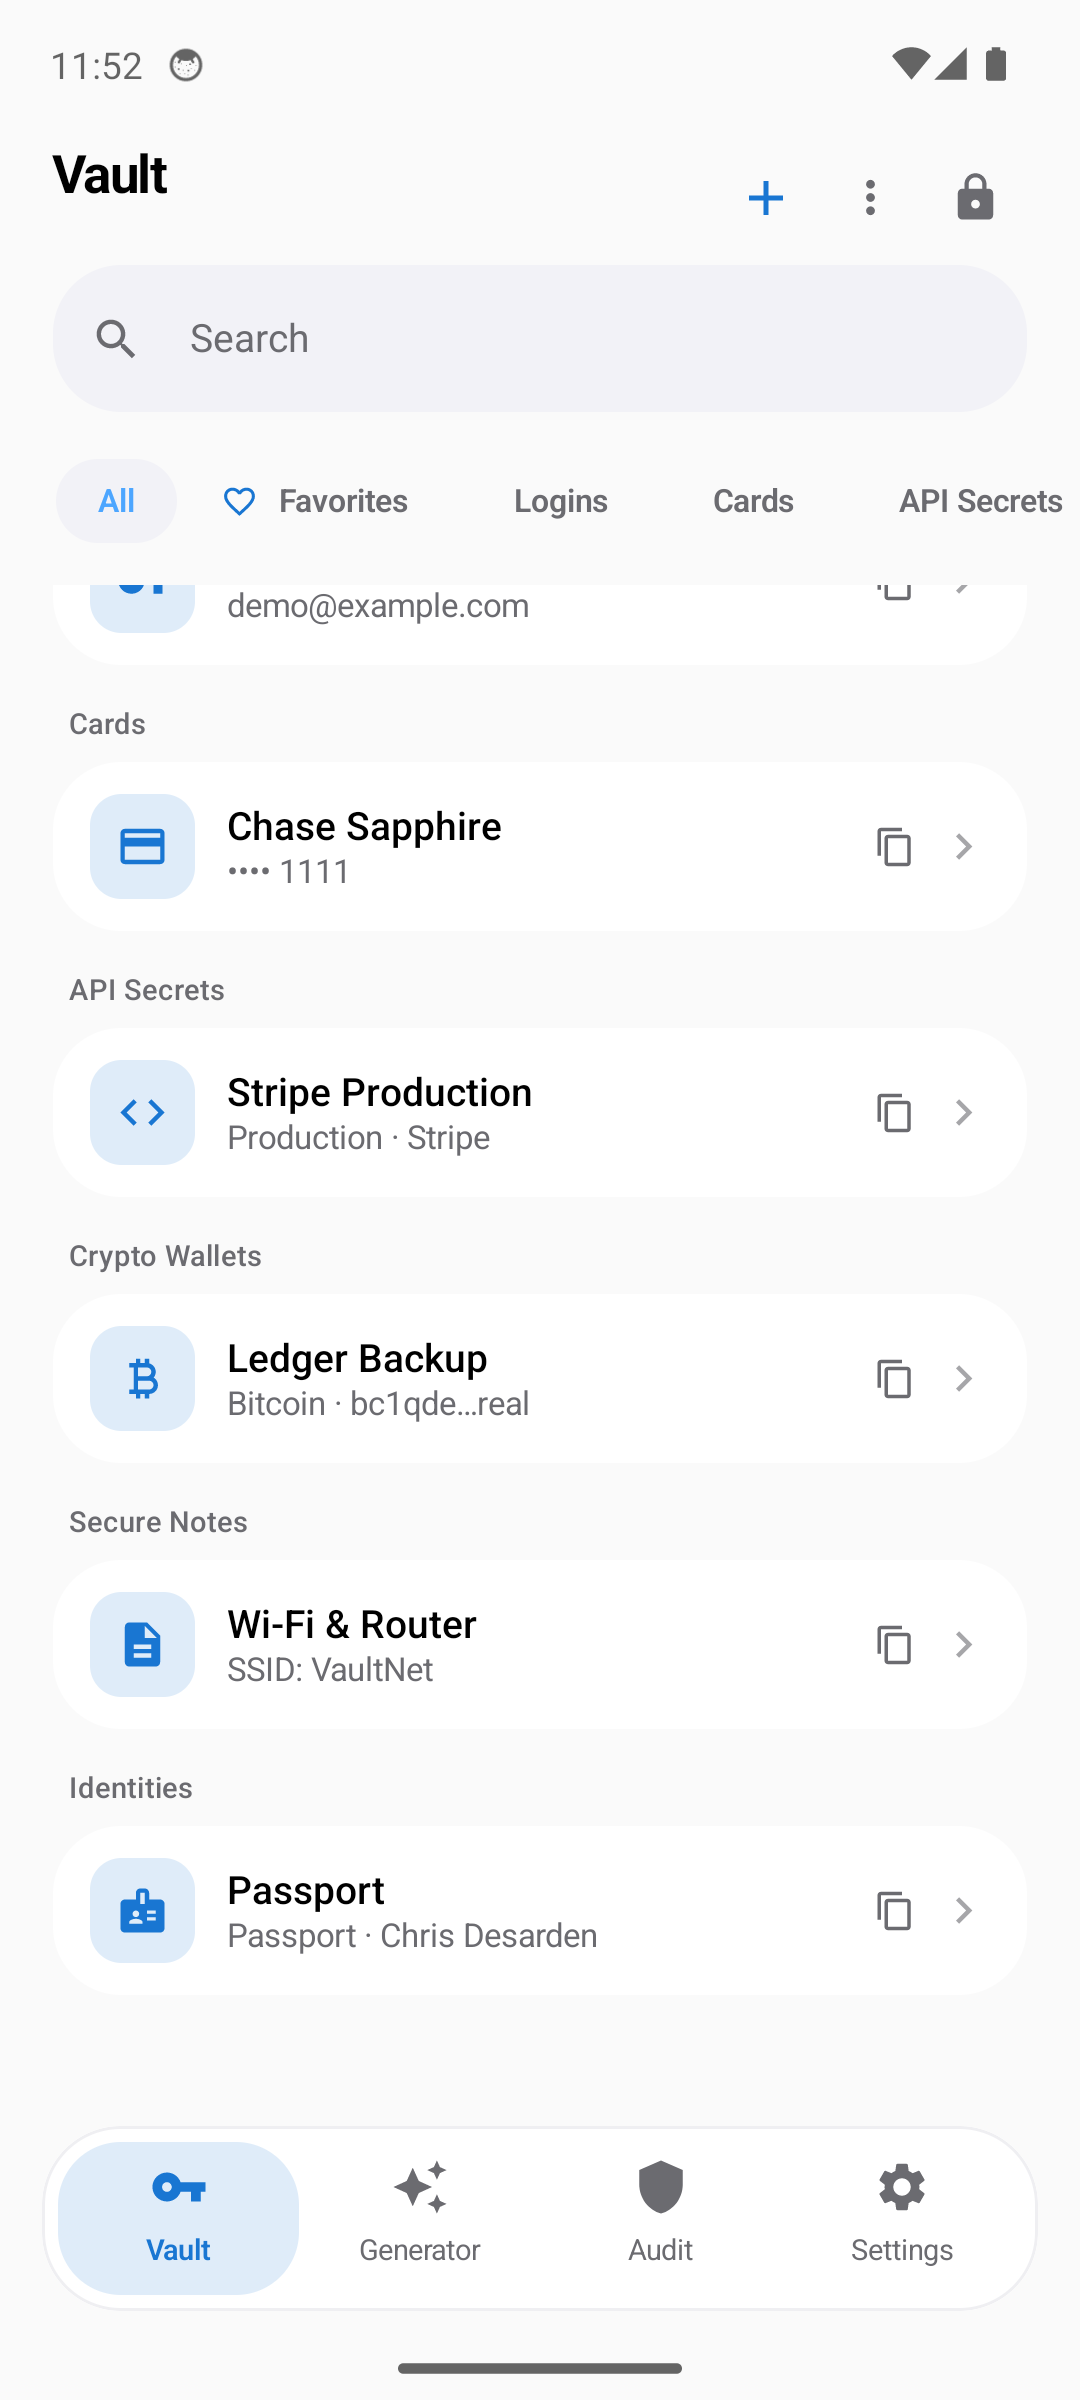 11:52
Vault
Search
All
Favorites
Logins
Cards
API Secrets
demo@example.com
Cards
Chase Sapphire
•••• 1111
API Secrets
Stripe Production
Production · Stripe
Crypto Wallets
Ledger Backup
Bitcoin · bc1qde...real
Secure Notes
Wi-Fi & Router
SSID: VaultNet
Identities
Passport
Passport · Chris Desarden
Vault
Generator
Audit
Settings